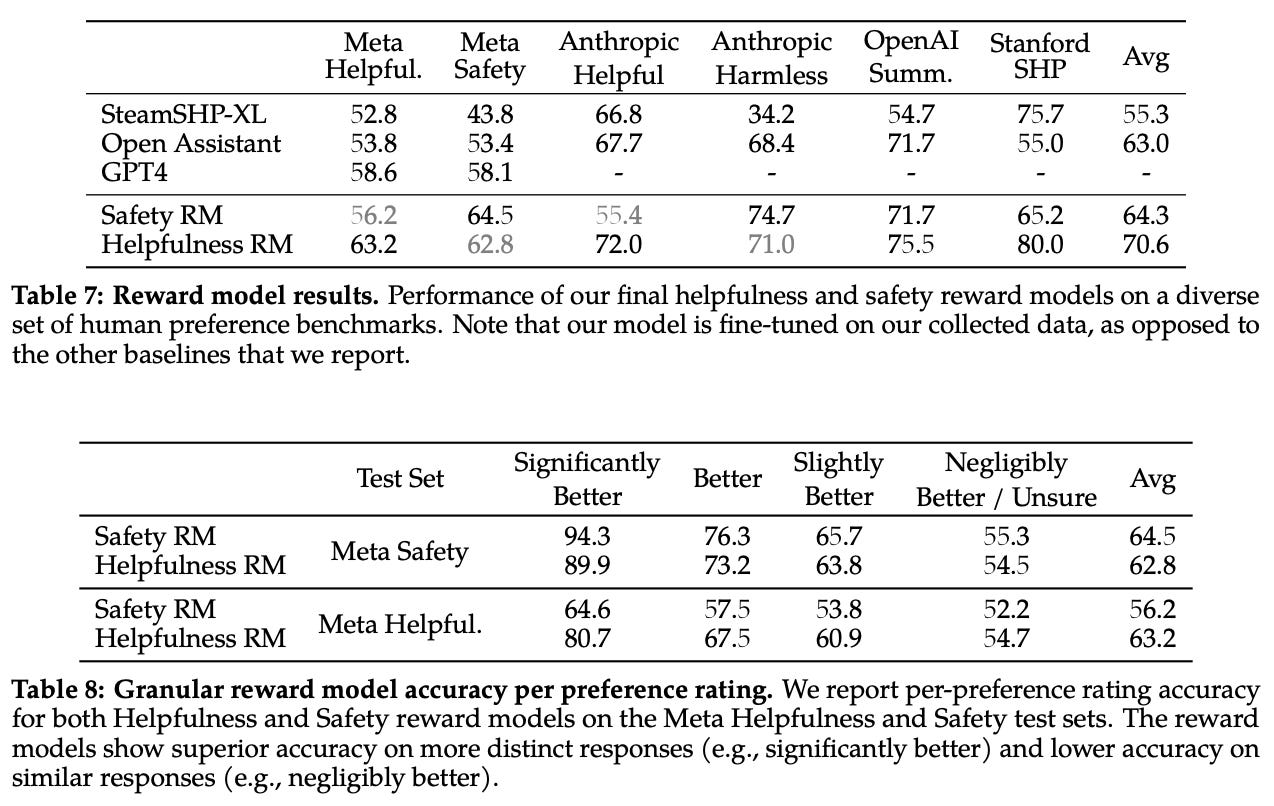 Meta Helpful. Meta Safety Anthropic Helpful Anthropic Harmless OpenAI Summ. Stanford SHP Avg
SteamSHP-XL 52.8 43.8 66.8 34.2 54.7 75.7 55.3
Open Assistant 53.8 53.4 67.7 68.4 71.7 55.0 63.0
GPT4 58.6 58.1 - - - - -
Safety RM 56.2 64.5 55.4 74.7 71.7 65.2 64.3
Helpfulness RM 63.2 62.8 72.0 71.0 75.5 80.0 70.6
Table 7: Reward model results. Performance of our final helpfulness and safety reward models on a diverse
set of human preference benchmarks. Note that our model is fine-tuned on our collected data, as opposed to
the other baselines that we report.
Test Set Significantly Better Better Slightly Better Negligibly Better / Unsure Avg
Safety RM Meta Safety 94.3 76.3 65.7 55.3 64.5
Helpfulness RM 89.9 73.2 63.8 54.5 62.8
Safety RM Meta Helpful. 64.6 57.5 53.8 52.2 56.2
Helpfulness RM 80.7 67.5 60.9 54.7 63.2
Table 8: Granular reward model accuracy per preference rating. We report per-preference rating accuracy
for both Helpfulness and Safety reward models on the Meta Helpfulness and Safety test sets. The reward
models show superior accuracy on more distinct responses (e.g., significantly better) and lower accuracy on
similar responses (e.g., negligibly better).